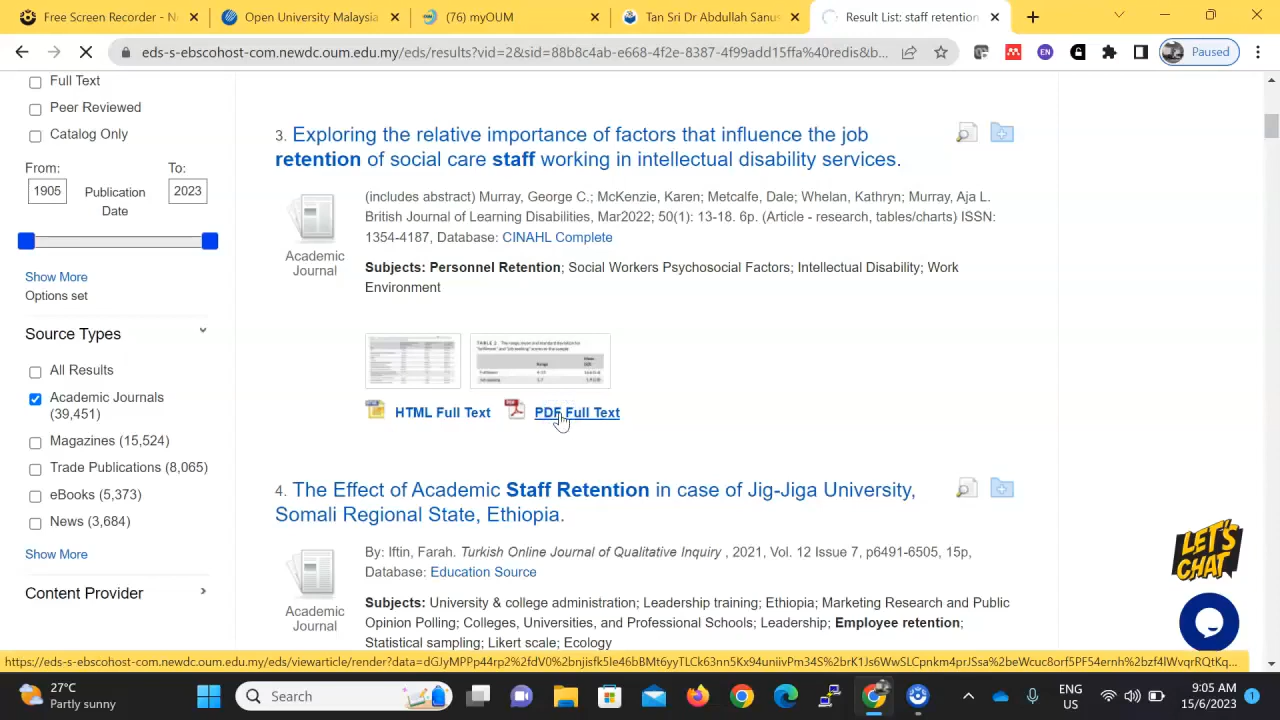 Free Screen Recorder - N
Open University Malaysia
(76) myOUM
Tan Sri Dr Abdullah Sanus
Result List: staff retention
eds-s-ebscohost-com.newdc.oum.edu.my/eds/results?vid=2&sid=88b8c4ab-e668-4f2e-8387-4f99add15ffa%40redis&b...
EN
Paused
Full Text
Peer Reviewed
Catalog Only
From:
To:
1905
Publication Date
2023
Show More
Options set
Source Types
All Results
Academic Journals
(39,451)
Magazines (15,524)
Trade Publications (8,065)
eBooks (5,373)
News (3,684)
Show More
Content Provider
3. Exploring the relative importance of factors that influence the job
retention of social care staff working in intellectual disability services.
(includes abstract) Murray, George C.; McKenzie, Karen; Metcalfe, Dale; Whelan, Kathryn; Murray, Aja L.
British Journal of Learning Disabilities, Mar2022; 50(1): 13-18. 6p. (Article - research, tables/charts) ISSN:
1354-4187, Database: CINAHL Complete
Academic
Journal
Subjects: Personnel Retention; Social Workers Psychosocial Factors; Intellectual Disability; Work
Environment
HTML Full Text
PDF Full Text
4. The Effect of Academic Staff Retention in case of Jig-Jiga University,
Somali Regional State, Ethiopia.
By: Iftin, Farah. Turkish Online Journal of Qualitative Inquiry , 2021, Vol. 12 Issue 7, p6491-6505, 15p,
Database: Education Source
Academic
Journal
Subjects: University & college administration; Leadership training; Ethiopia; Marketing Research and Public
Opinion Polling; Colleges, Universities, and Professional Schools; Leadership; Employee retention;
Statistical sampling; Likert scale; Ecology
LET'S
CHAT
27°C
Partly sunny
Search
ENG
US
9:05 AM
15/6/2023
1